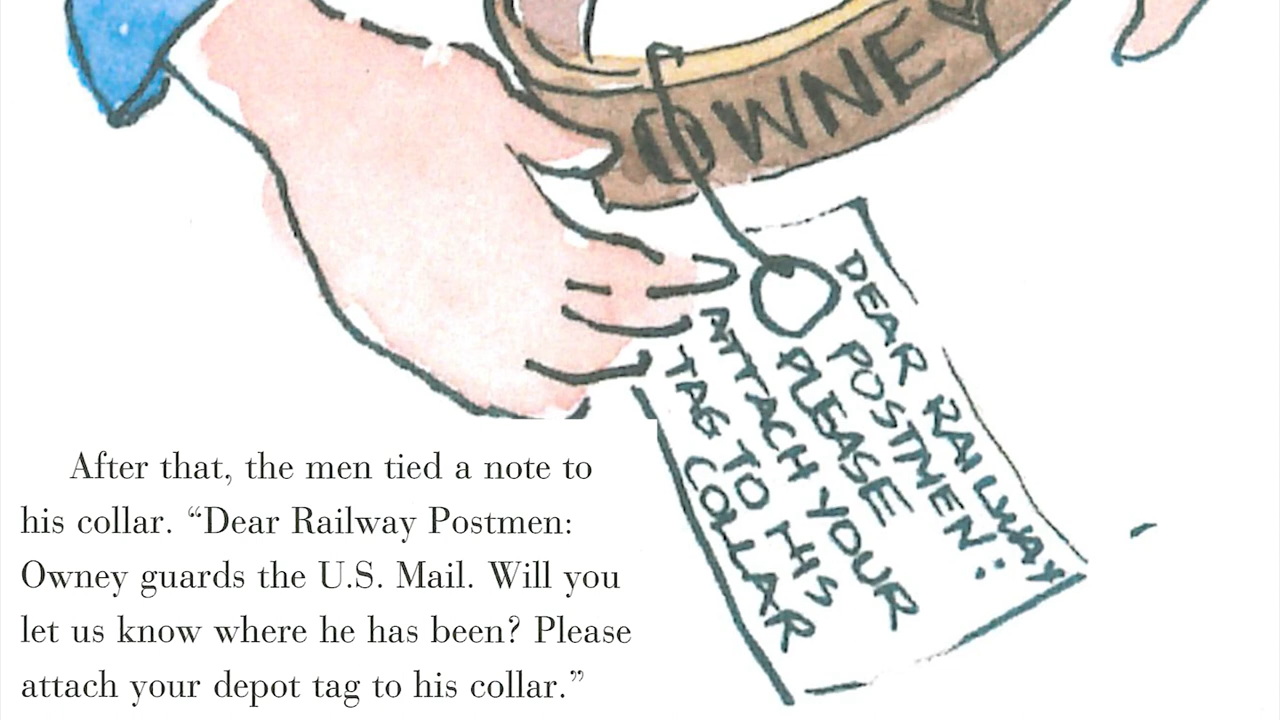 OWNEY
DEAR RAILWAY
POSTMEN:
PLEASE
ATTACH YOUR
TAG TO HIS
COLLAR
After that, the men tied a note to
his collar. “Dear Railway Postmen:
Owney guards the U.S. Mail. Will you
let us know where he has been? Please
attach your depot tag to his collar.”